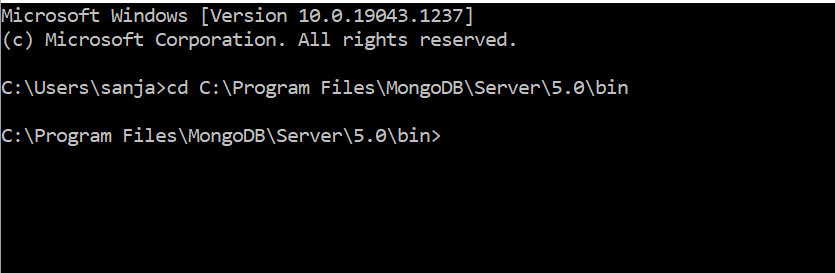 Microsoft Windows [Version 10.0.19043.1237]
(c) Microsoft Corporation. All rights reserved.
C:\Users\sanja>cd C:\Program Files\MongoDB\Server\5.0\bin
C:\Program Files\MongoDB\Server\5.0\bin>